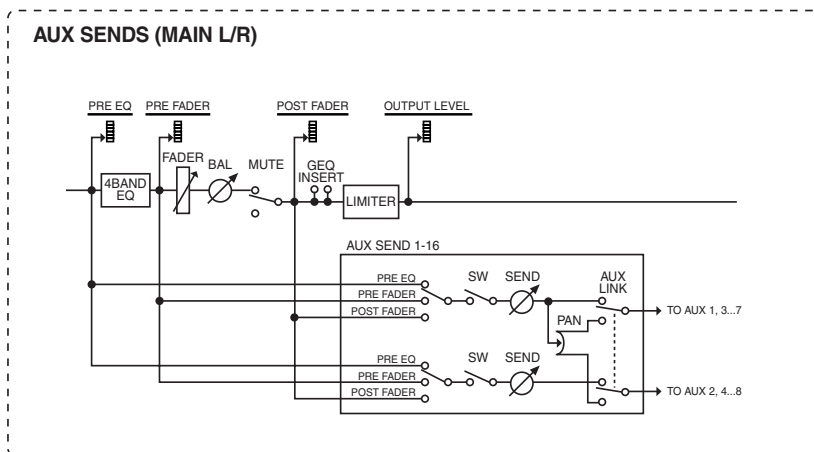 AUX SENDS (MAIN L/R)
PRE EQ PRE FADER POST FADER OUTPUT LEVEL
FADER BAL MUTE GEQ
INSERT
4BAND
EQ
LIMITER
AUX SEND 1-16
PRE EQ SW SEND AUX
LINK
PRE FADER
POST FADER
TO AUX 1, 3...7
PAN
PRE EQ SW SEND
PRE FADER
POST FADER
TO AUX 2, 4...8